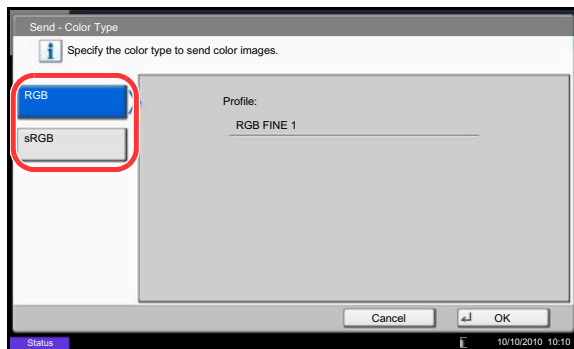 Send - Color Type
i Specify the color type to send color images.
RGB
Profile:
RGB FINE 1
sRGB
Cancel
OK
Status
10/10/2010 10:10